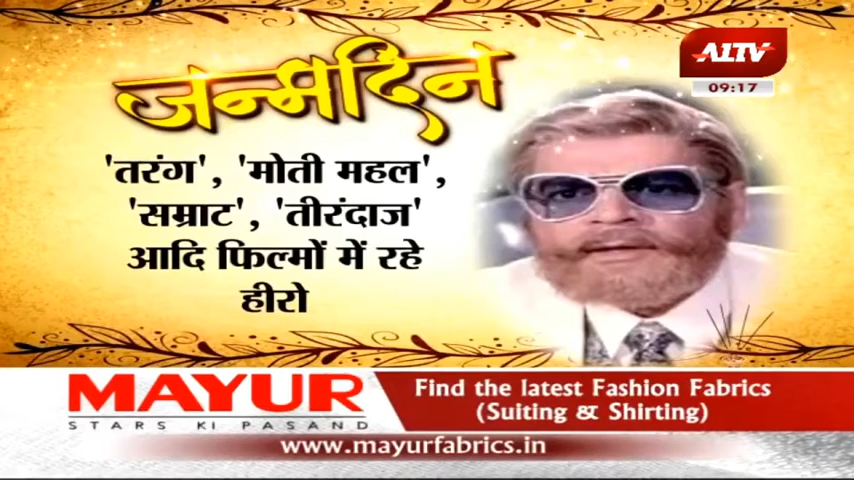 जन्मदिन
A1TV
09:17
'तरंग', 'मोती महल',
'सम्राट', 'तीरंदाज'
आदि फिल्मों में रहे
हीरो
MAYUR
STARS KI PASAND
Find the latest Fashion Fabrics
(Suiting & Shirting)
www.mayurfabrics.in